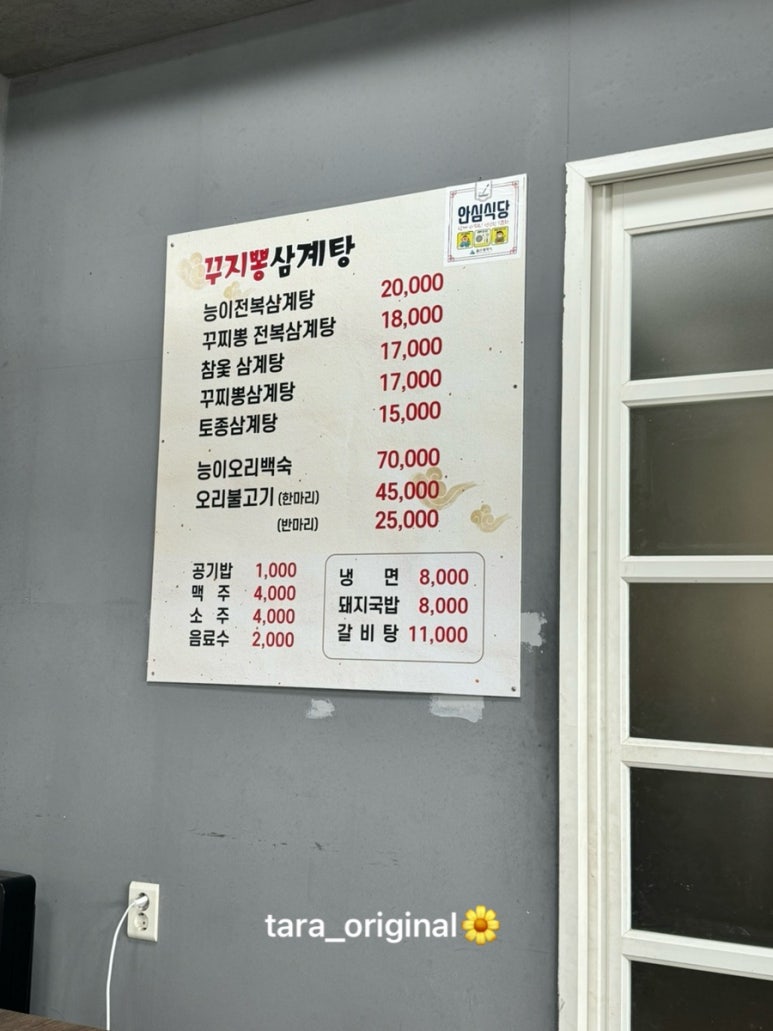 안심식당
꾸지뽕삼계탕
능이전복삼계탕 20,000
꾸찌뽕 전복삼계탕 18,000
참옻 삼계탕 17,000
꾸찌뽕삼계탕 17,000
토종삼계탕 15,000
능이오리백숙 70,000
오리불고기 (한마리) 45,000
(반마리) 25,000
공기밥 1,000
맥 주 4,000
소 주 4,000
음료수 2,000
냉 면 8,000
돼지국밥 8,000
갈비탕 11,000
tara_original🌼